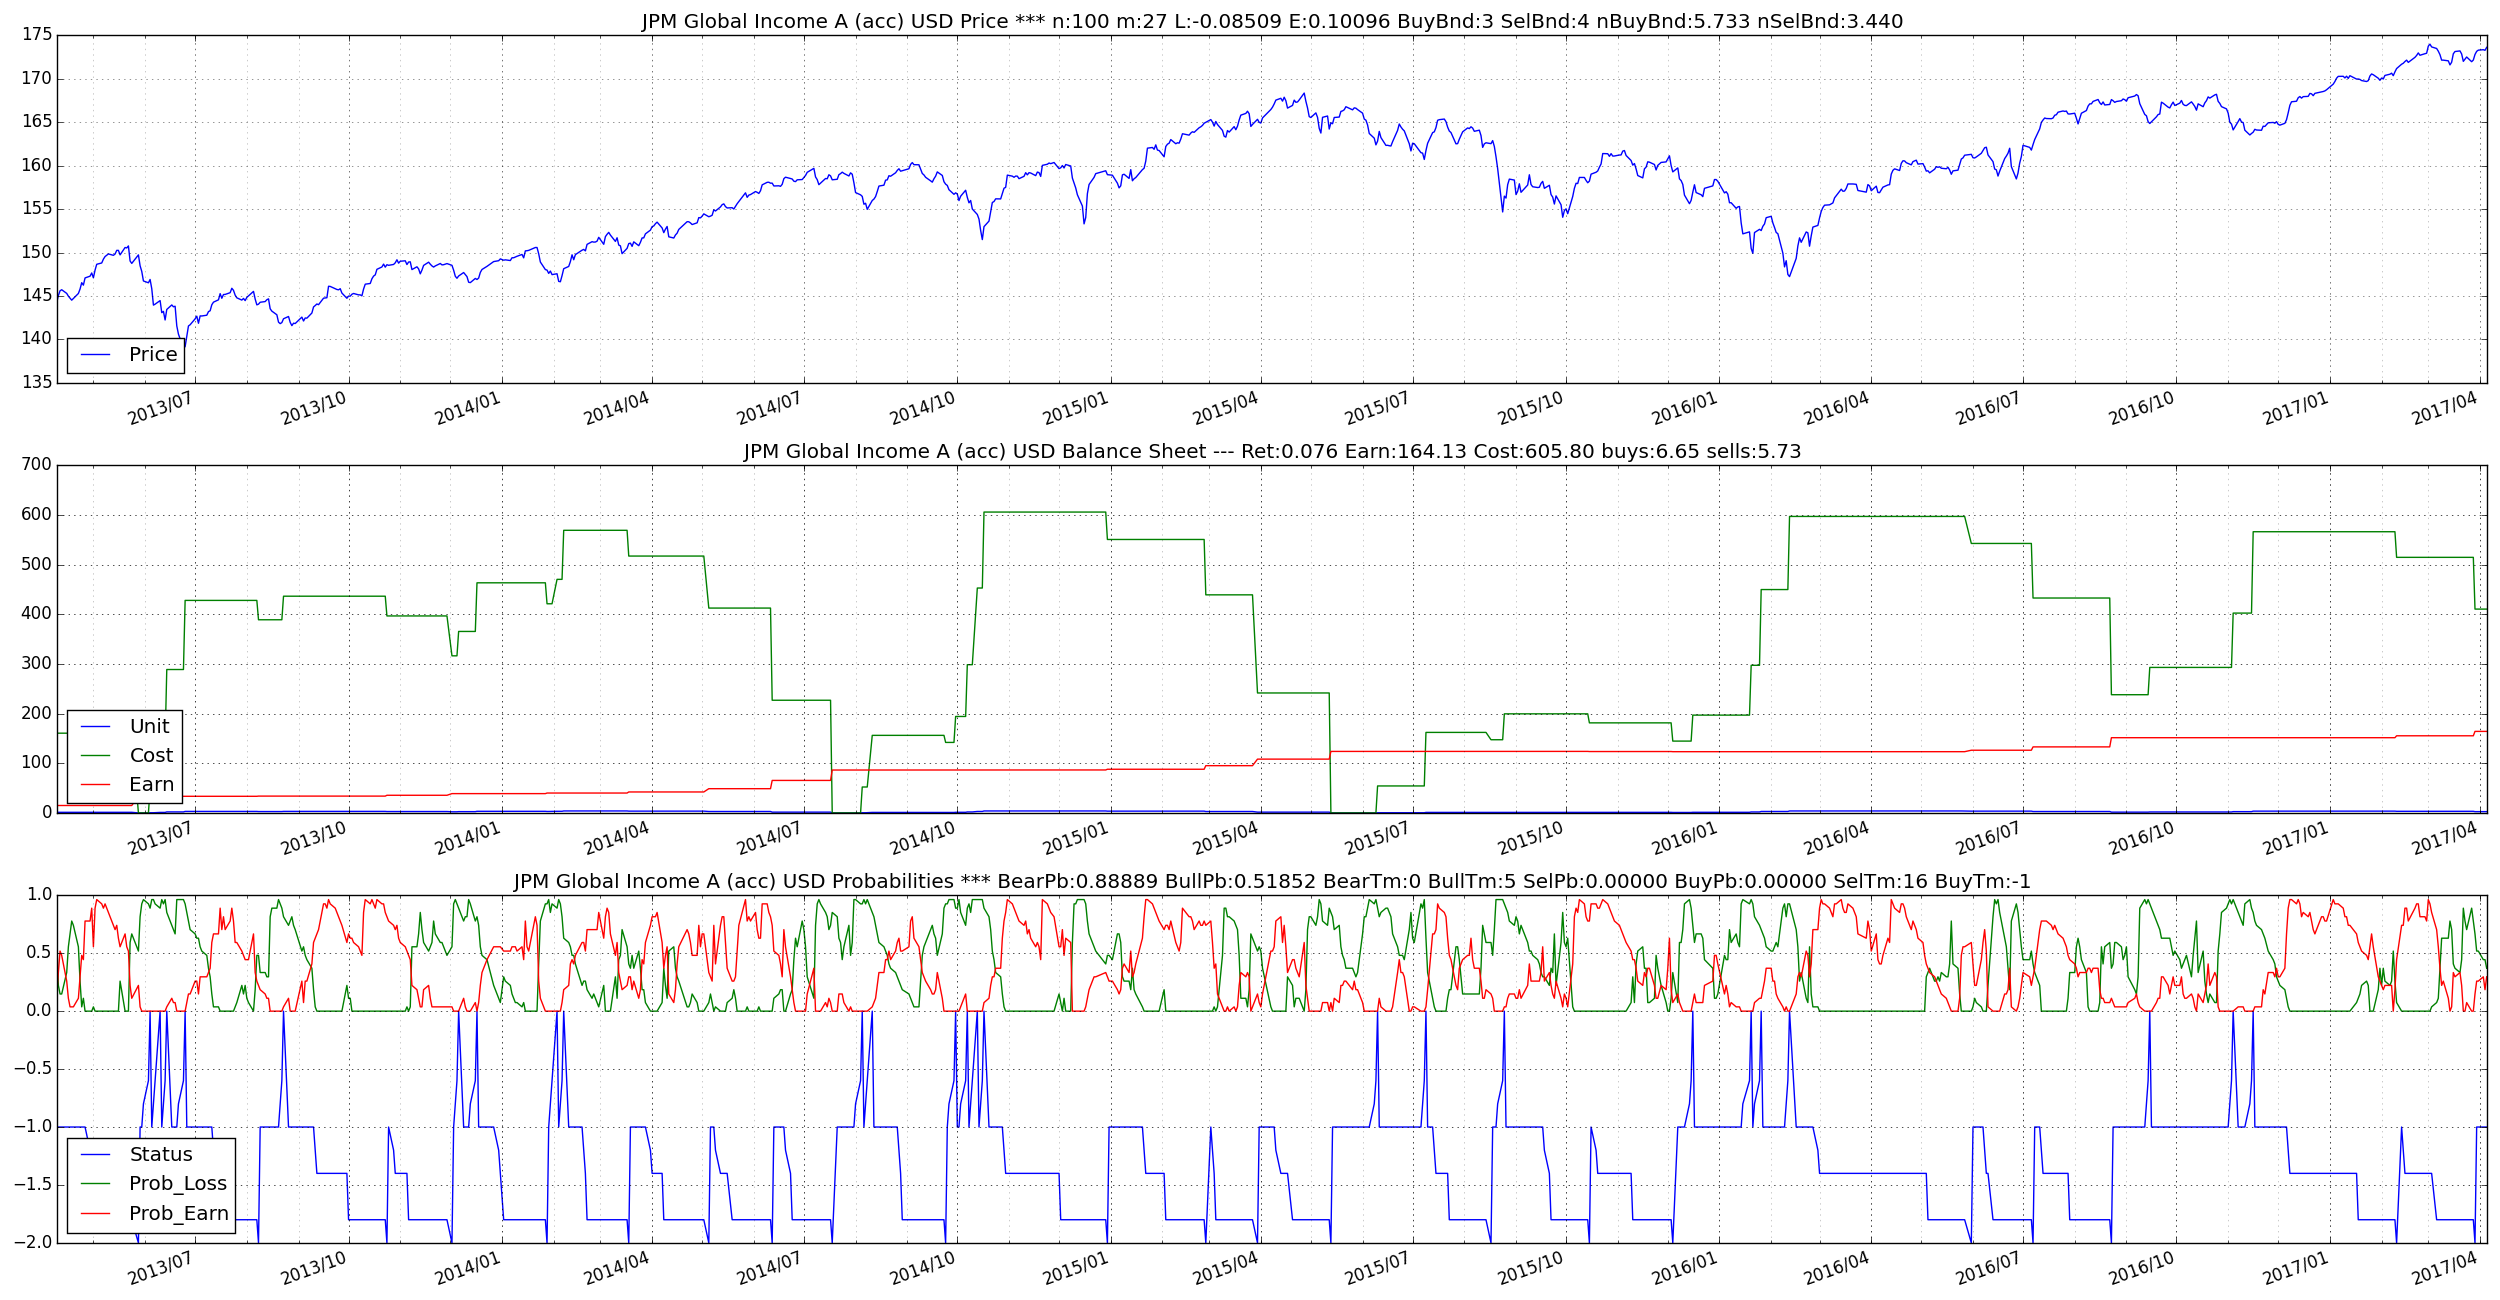 JPM Global Income A (acc) USD Price *** n:100 m:27 L:-0.08509 E:0.10096 BuyBnd:3 SelBnd:4 nBuyBnd:5.733 nSelBnd:3.440
175
170
165
160
155
150
145
140
135
Price
2013/07 2013/10 2014/01 2014/04 2014/07 2014/10 2015/01 2015/04 2015/07 2015/10 2016/01 2016/04 2016/07 2016/10 2017/01 2017/04
JPM Global Income A (acc) USD Balance Sheet --- Ret:0.076 Earn:164.13 Cost:605.80 buys:6.65 sells:5.73
700
600
500
400
300
200
100
0
Unit
Cost
Earn
2013/07 2013/10 2014/01 2014/04 2014/07 2014/10 2015/01 2015/04 2015/07 2015/10 2016/01 2016/04 2016/07 2016/10 2017/01 2017/04
JPM Global Income A (acc) USD Probabilities *** BearPb:0.88889 BullPb:0.51852 BearTm:0 BullTm:5 SelPb:0.00000 BuyPb:0.00000 SelTm:16 BuyTm:-1
1.0
0.5
0.0
−0.5
−1.0
−1.5
−2.0
Status
Prob_Loss
Prob_Earn
2013/07 2013/10 2014/01 2014/04 2014/07 2014/10 2015/01 2015/04 2015/07 2015/10 2016/01 2016/04 2016/07 2016/10 2017/01 2017/04